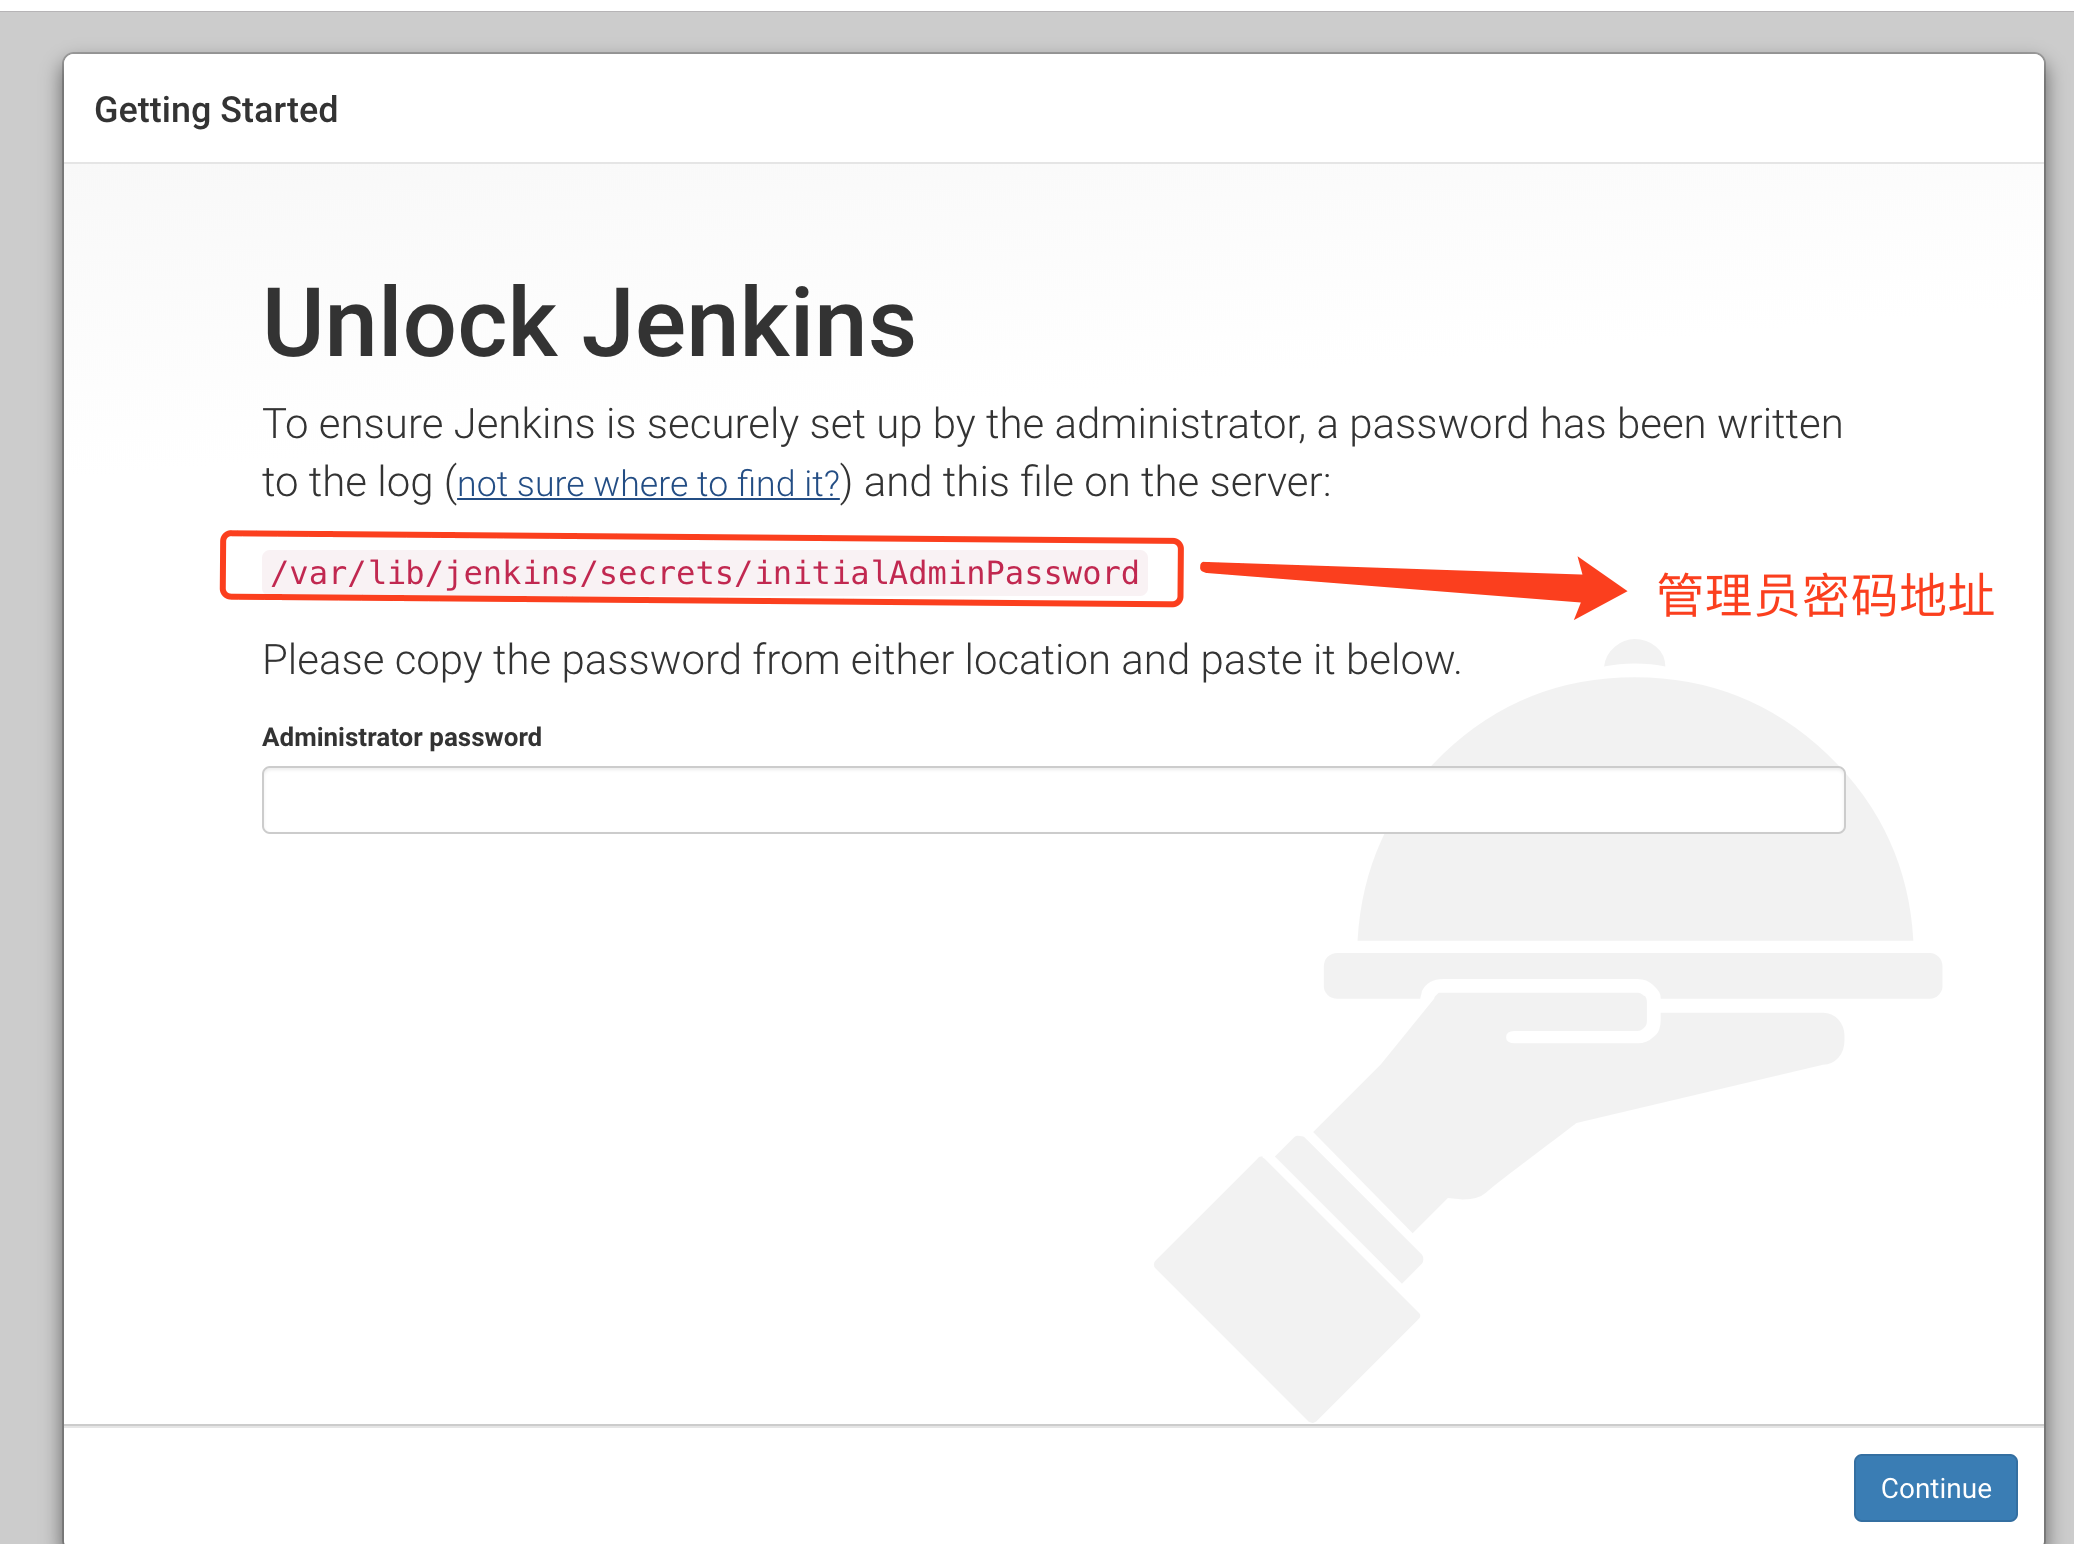 Getting Started
Unlock Jenkins
To ensure Jenkins is securely set up by the administrator, a password has been written
to the log (not sure where to find it?) and this file on the server:
/var/lib/jenkins/secrets/initialAdminPassword
管理员密码地址
Please copy the password from either location and paste it below.
Administrator password
Continue